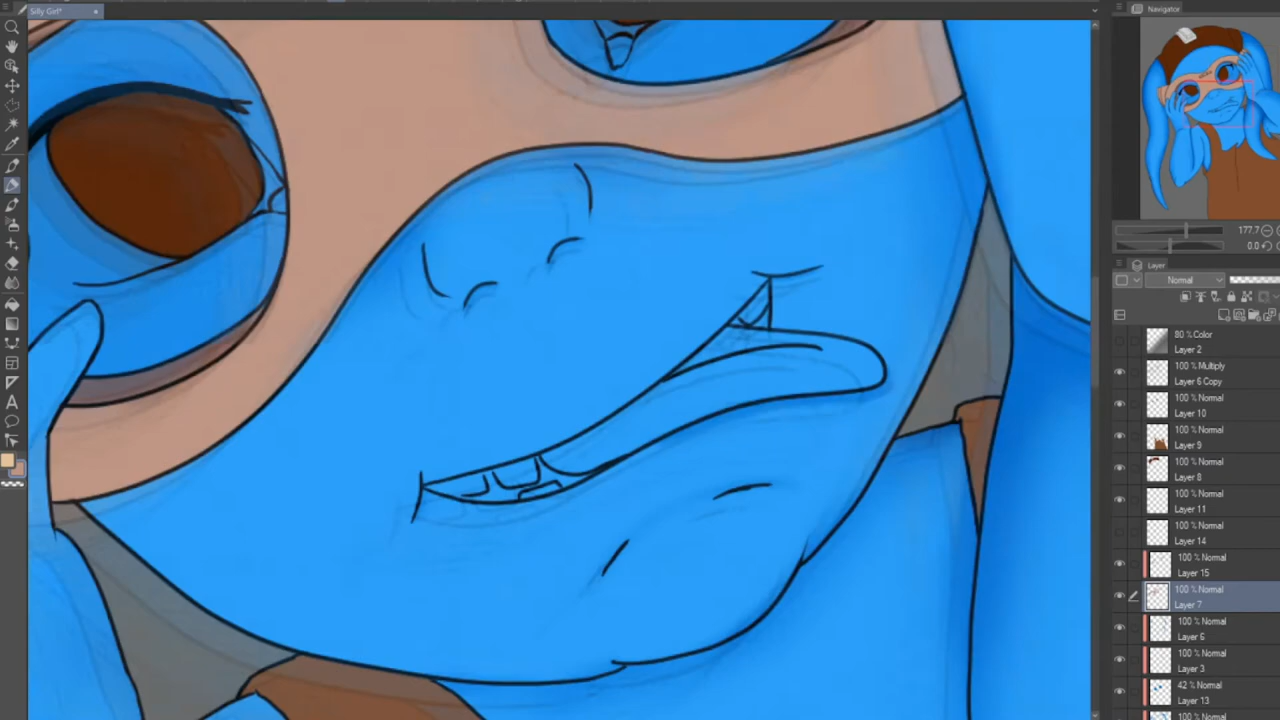 Silly Girl*
Navigator
177.7
0.0
Layer
Normal
80 % Color
Layer 2
100 % Multiply
Layer 6 Copy
100 % Normal
Layer 10
100 % Normal
Layer 9
100 % Normal
Layer 8
100 % Normal
Layer 11
100 % Normal
Layer 14
100 % Normal
Layer 15
100 % Normal
Layer 7
100 % Normal
Layer 6
100 % Normal
Layer 3
42 % Normal
Layer 13
100 % Normal